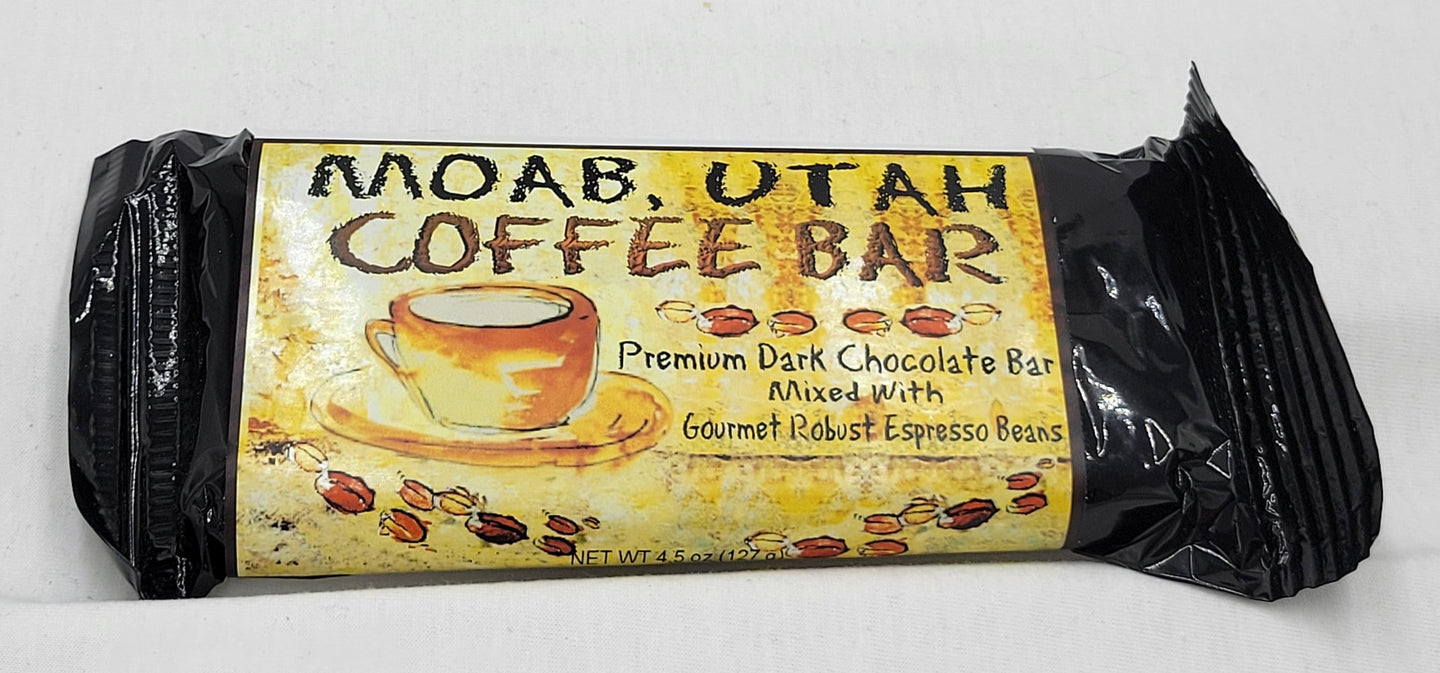 MOAB, UTAH
COFFEE BAR
Premium Dark Chocolate Bar
Mixed With
Gourmet Robust Espresso Beans
NET WT 4.5 oz (127 g)